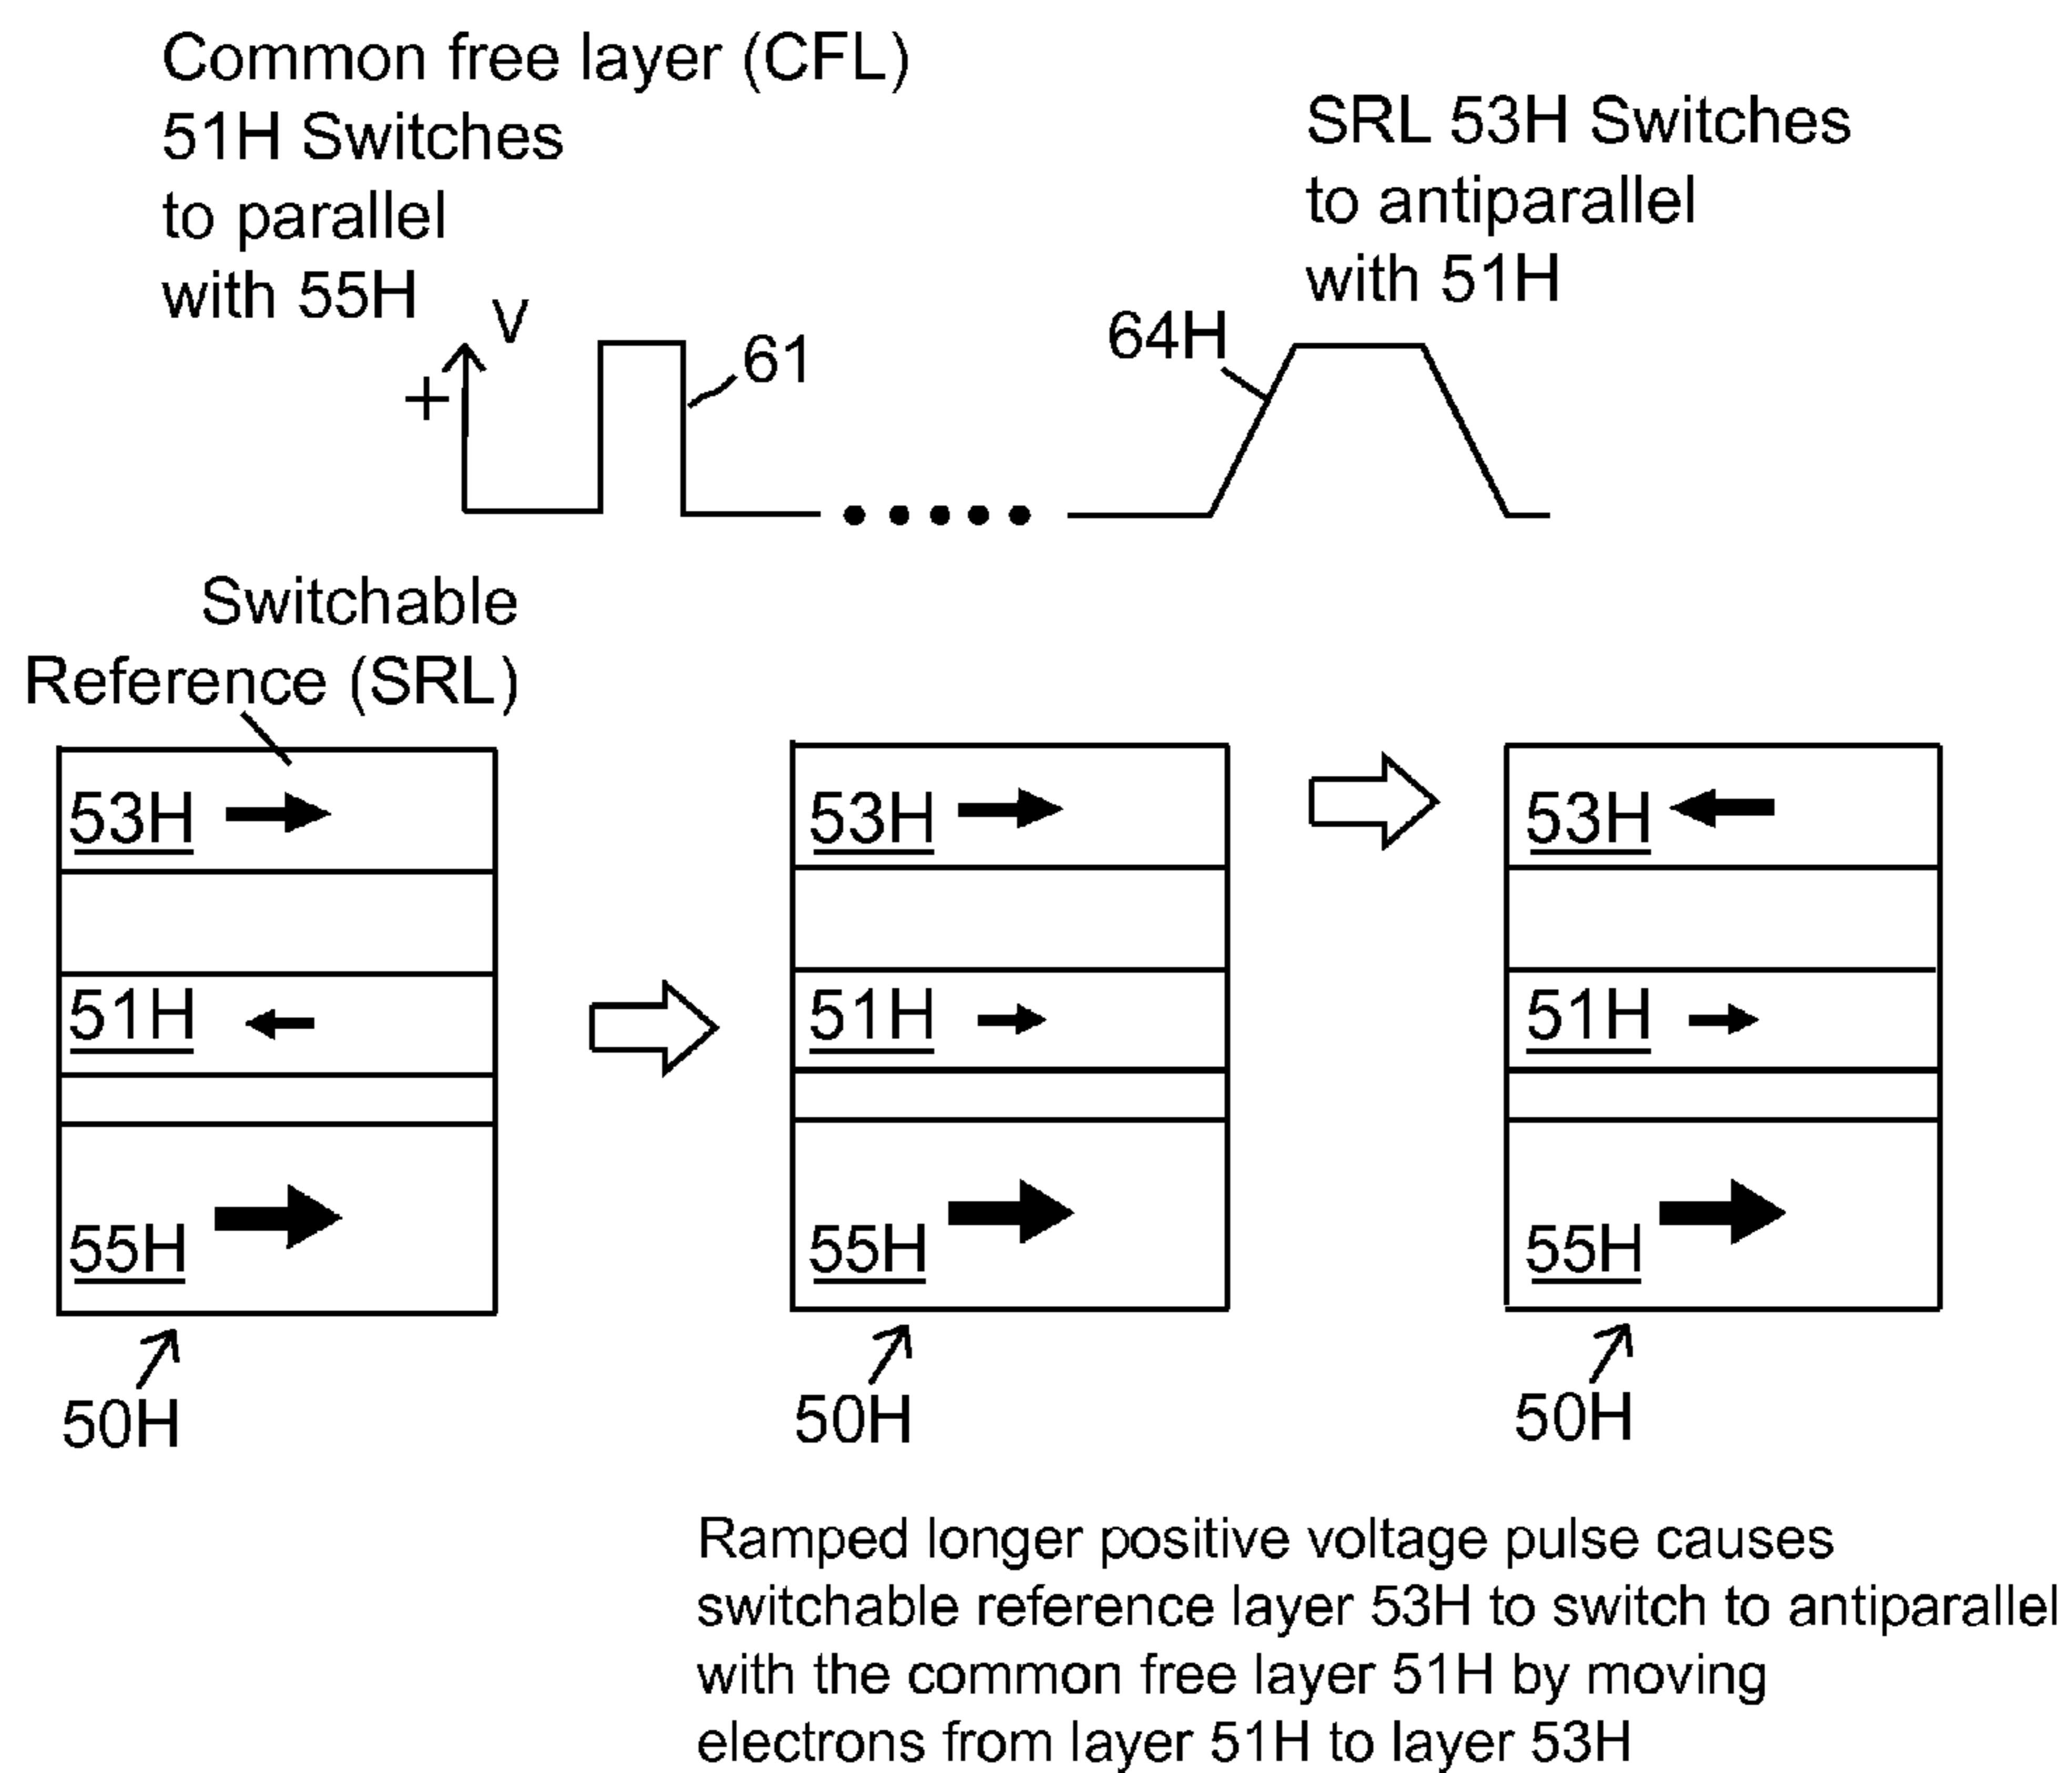 Common free layer (CFL)
51H Switches
to parallel
with 55H
SRL 53H Switches
to antiparallel
with 51H
V
+
61
64H
Switchable
Reference (SRL)
53H
51H
55H
50H
53H
51H
55H
50H
53H
51H
55H
50H
Ramped longer positive voltage pulse causes
switchable reference layer 53H to switch to antiparallel
with the common free layer 51H by moving
electrons from layer 51H to layer 53H